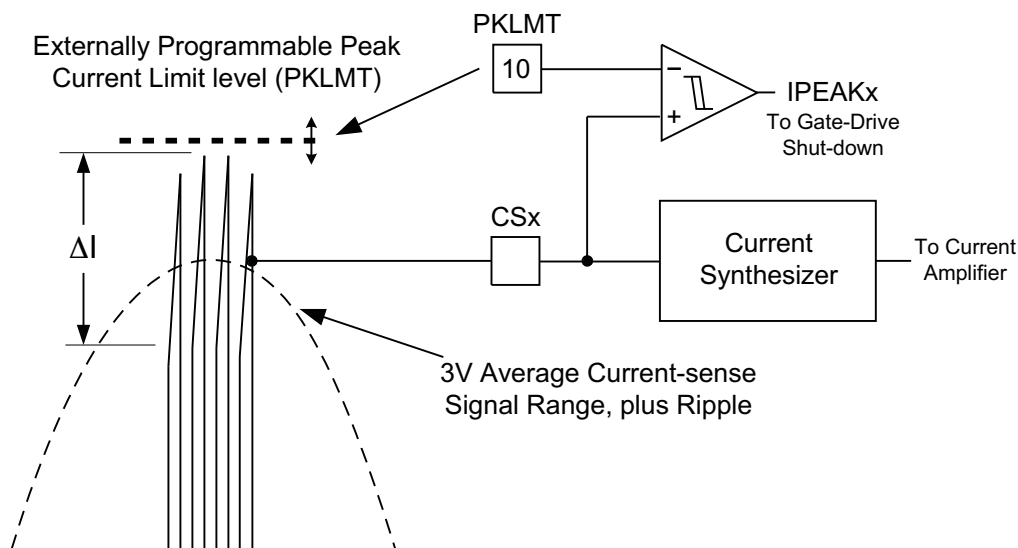 PKLMT
Externally Programmable Peak
Current Limit level (PKLMT)
10
−
+
IPEAKx
To Gate-Drive
Shut-down
ΔI
CSx
Current
Synthesizer
To Current
Amplifier
3V Average Current-sense
Signal Range, plus Ripple